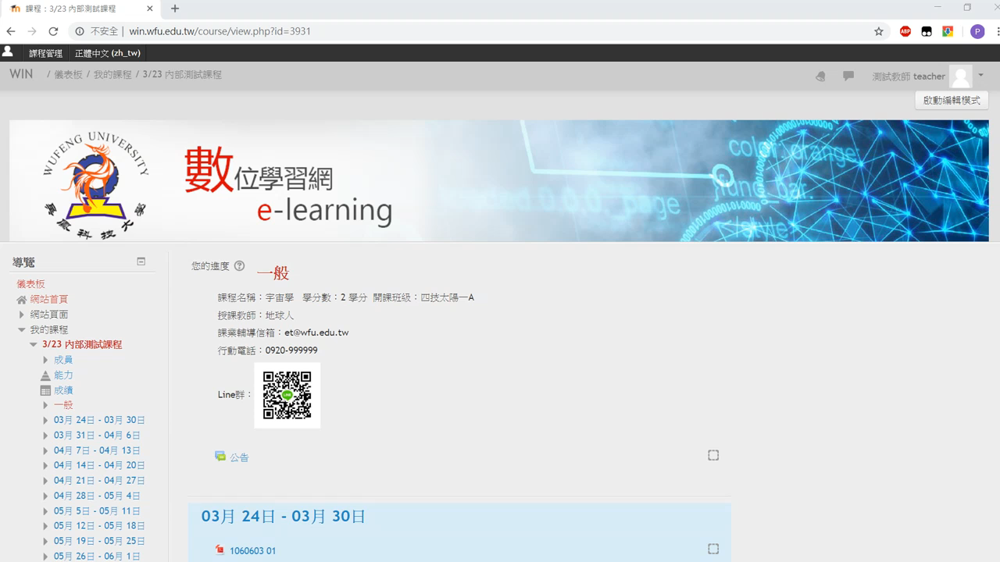 課程：3/23 內部測試課程
不安全 | win.wfu.edu.tw/course/view.php?id=3931
ABP
P
課程管理 正體中文 (zh_tw)
WIN / 儀表板 / 我的課程 / 3/23 內部測試課程
測試教師 teacher
啟動編輯模式
WUFENG UNIVERSITY
吳鳳科技大學
數位學習網
e-learning
color: orange;
page
導覽
儀表板
網站首頁
網站頁面
我的課程
3/23 內部測試課程
成員
能力
成績
一般
03月 24日 - 03月 30日
03月 31日 - 04月 6日
04月 7日 - 04月 13日
04月 14日 - 04月 20日
04月 21日 - 04月 27日
04月 28日 - 05月 4日
05月 5日 - 05月 11日
05月 12日 - 05月 18日
05月 19日 - 05月 25日
05月 26日 - 06月 1日
您的進度
一般
課程名稱：宇宙學 學分數：2 學分 開課班級：四技太陽一A
授課教師：地球人
課業輔導信箱：et@wfu.edu.tw
行動電話：0920-999999
Line群：
公告
03月 24日 - 03月 30日
1060603 01